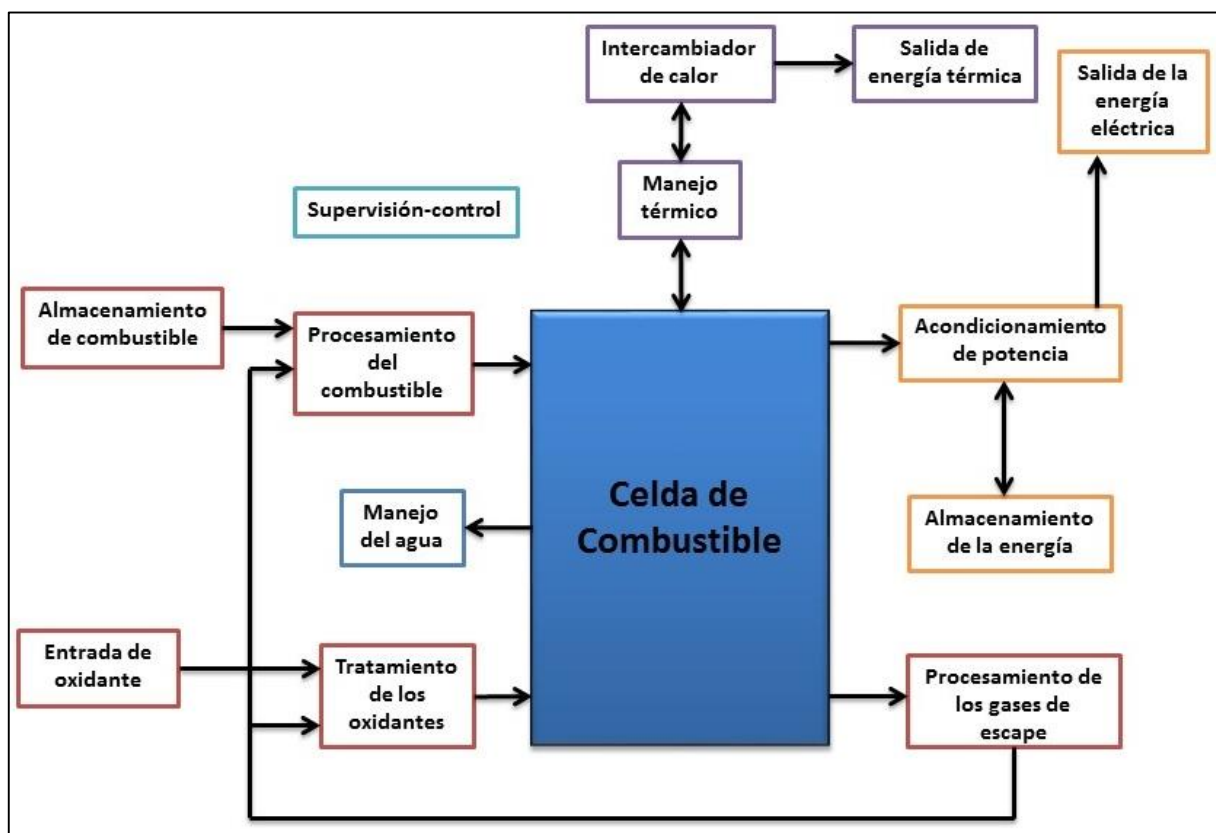 Intercambiador
de calor
Salida de
energía térmica
Salida de la
energía
eléctrica
Manejo
térmico
Supervisión-control
Almacenamiento
de combustible
Procesamiento
del
combustible
Acondicionamiento
de potencia
Celda de
Combustible
Manejo
del agua
Almacenamiento
de la energía
Entrada de
oxidante
Tratamiento
de los
oxidantes
Procesamiento de
los gases de
escape